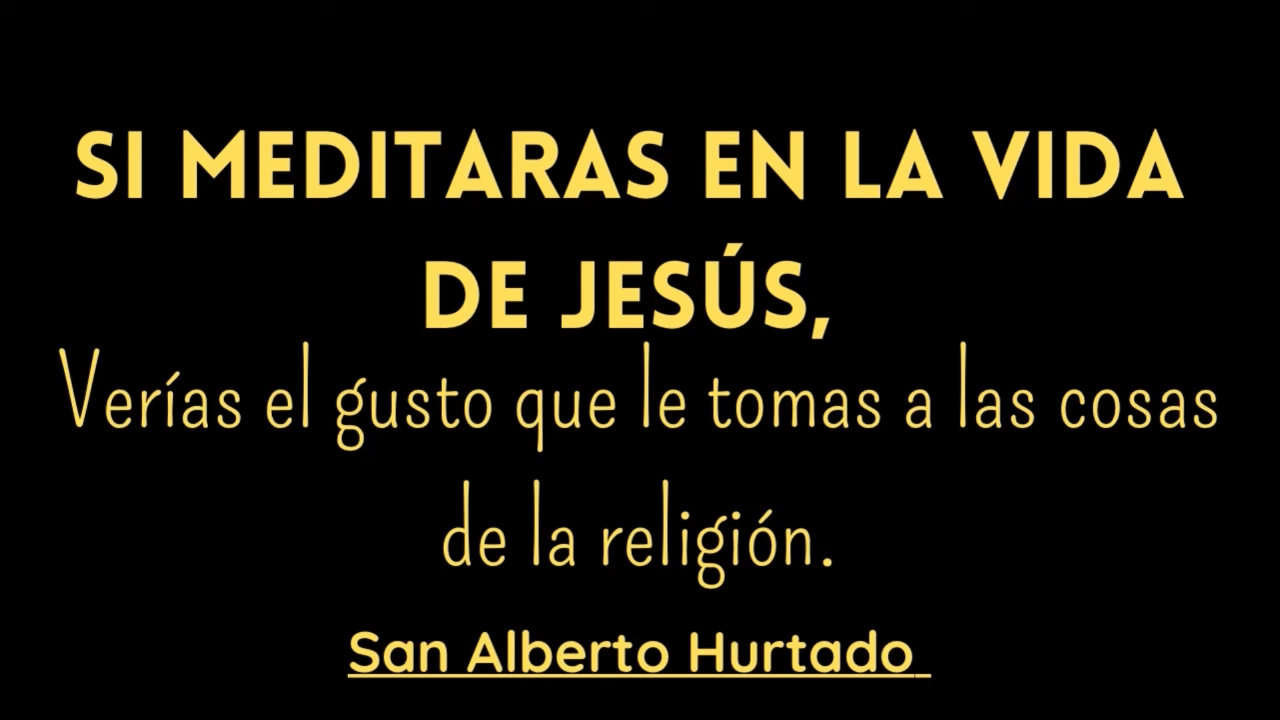 SI MEDITARAS EN LA VIDA
DE JESÚS,
Verías el gusto que le tomas a las cosas
de la religión.
San Alberto Hurtado